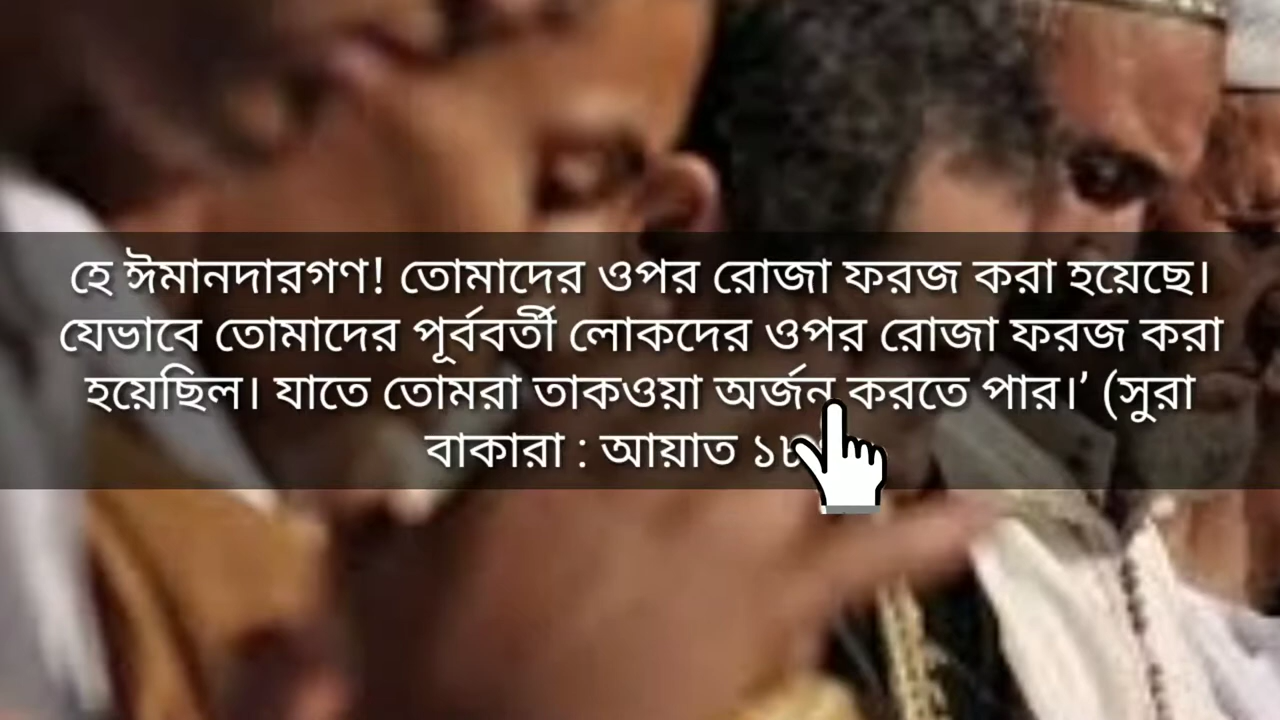 হে ঈমানদারগণ! তোমাদের ওপর রোজা ফরজ করা হয়েছে।
যেভাবে তোমাদের পূর্ববর্তী লোকদের ওপর রোজা ফরজ করা
হয়েছিল। যাতে তোমরা তাকওয়া অর্জন করতে পার।’ (সুরা
বাকারা : আয়াত